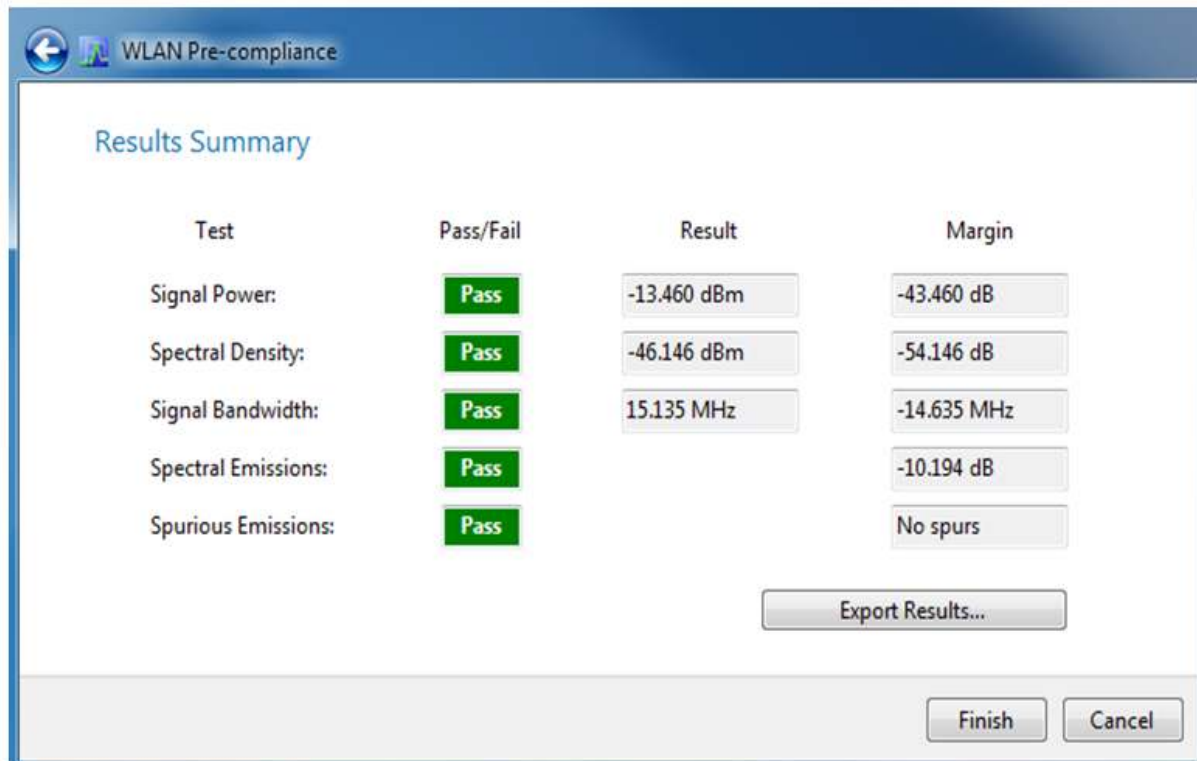 WLAN Pre-compliance
Results Summary
Test Pass/Fail Result Margin
Signal Power: Pass -13.460 dBm -43.460 dB
Spectral Density: Pass -46.146 dBm -54.146 dB
Signal Bandwidth: Pass 15.135 MHz -14.635 MHz
Spectral Emissions: Pass -10.194 dB
Spurious Emissions: Pass No spurs
Export Results...
Finish Cancel